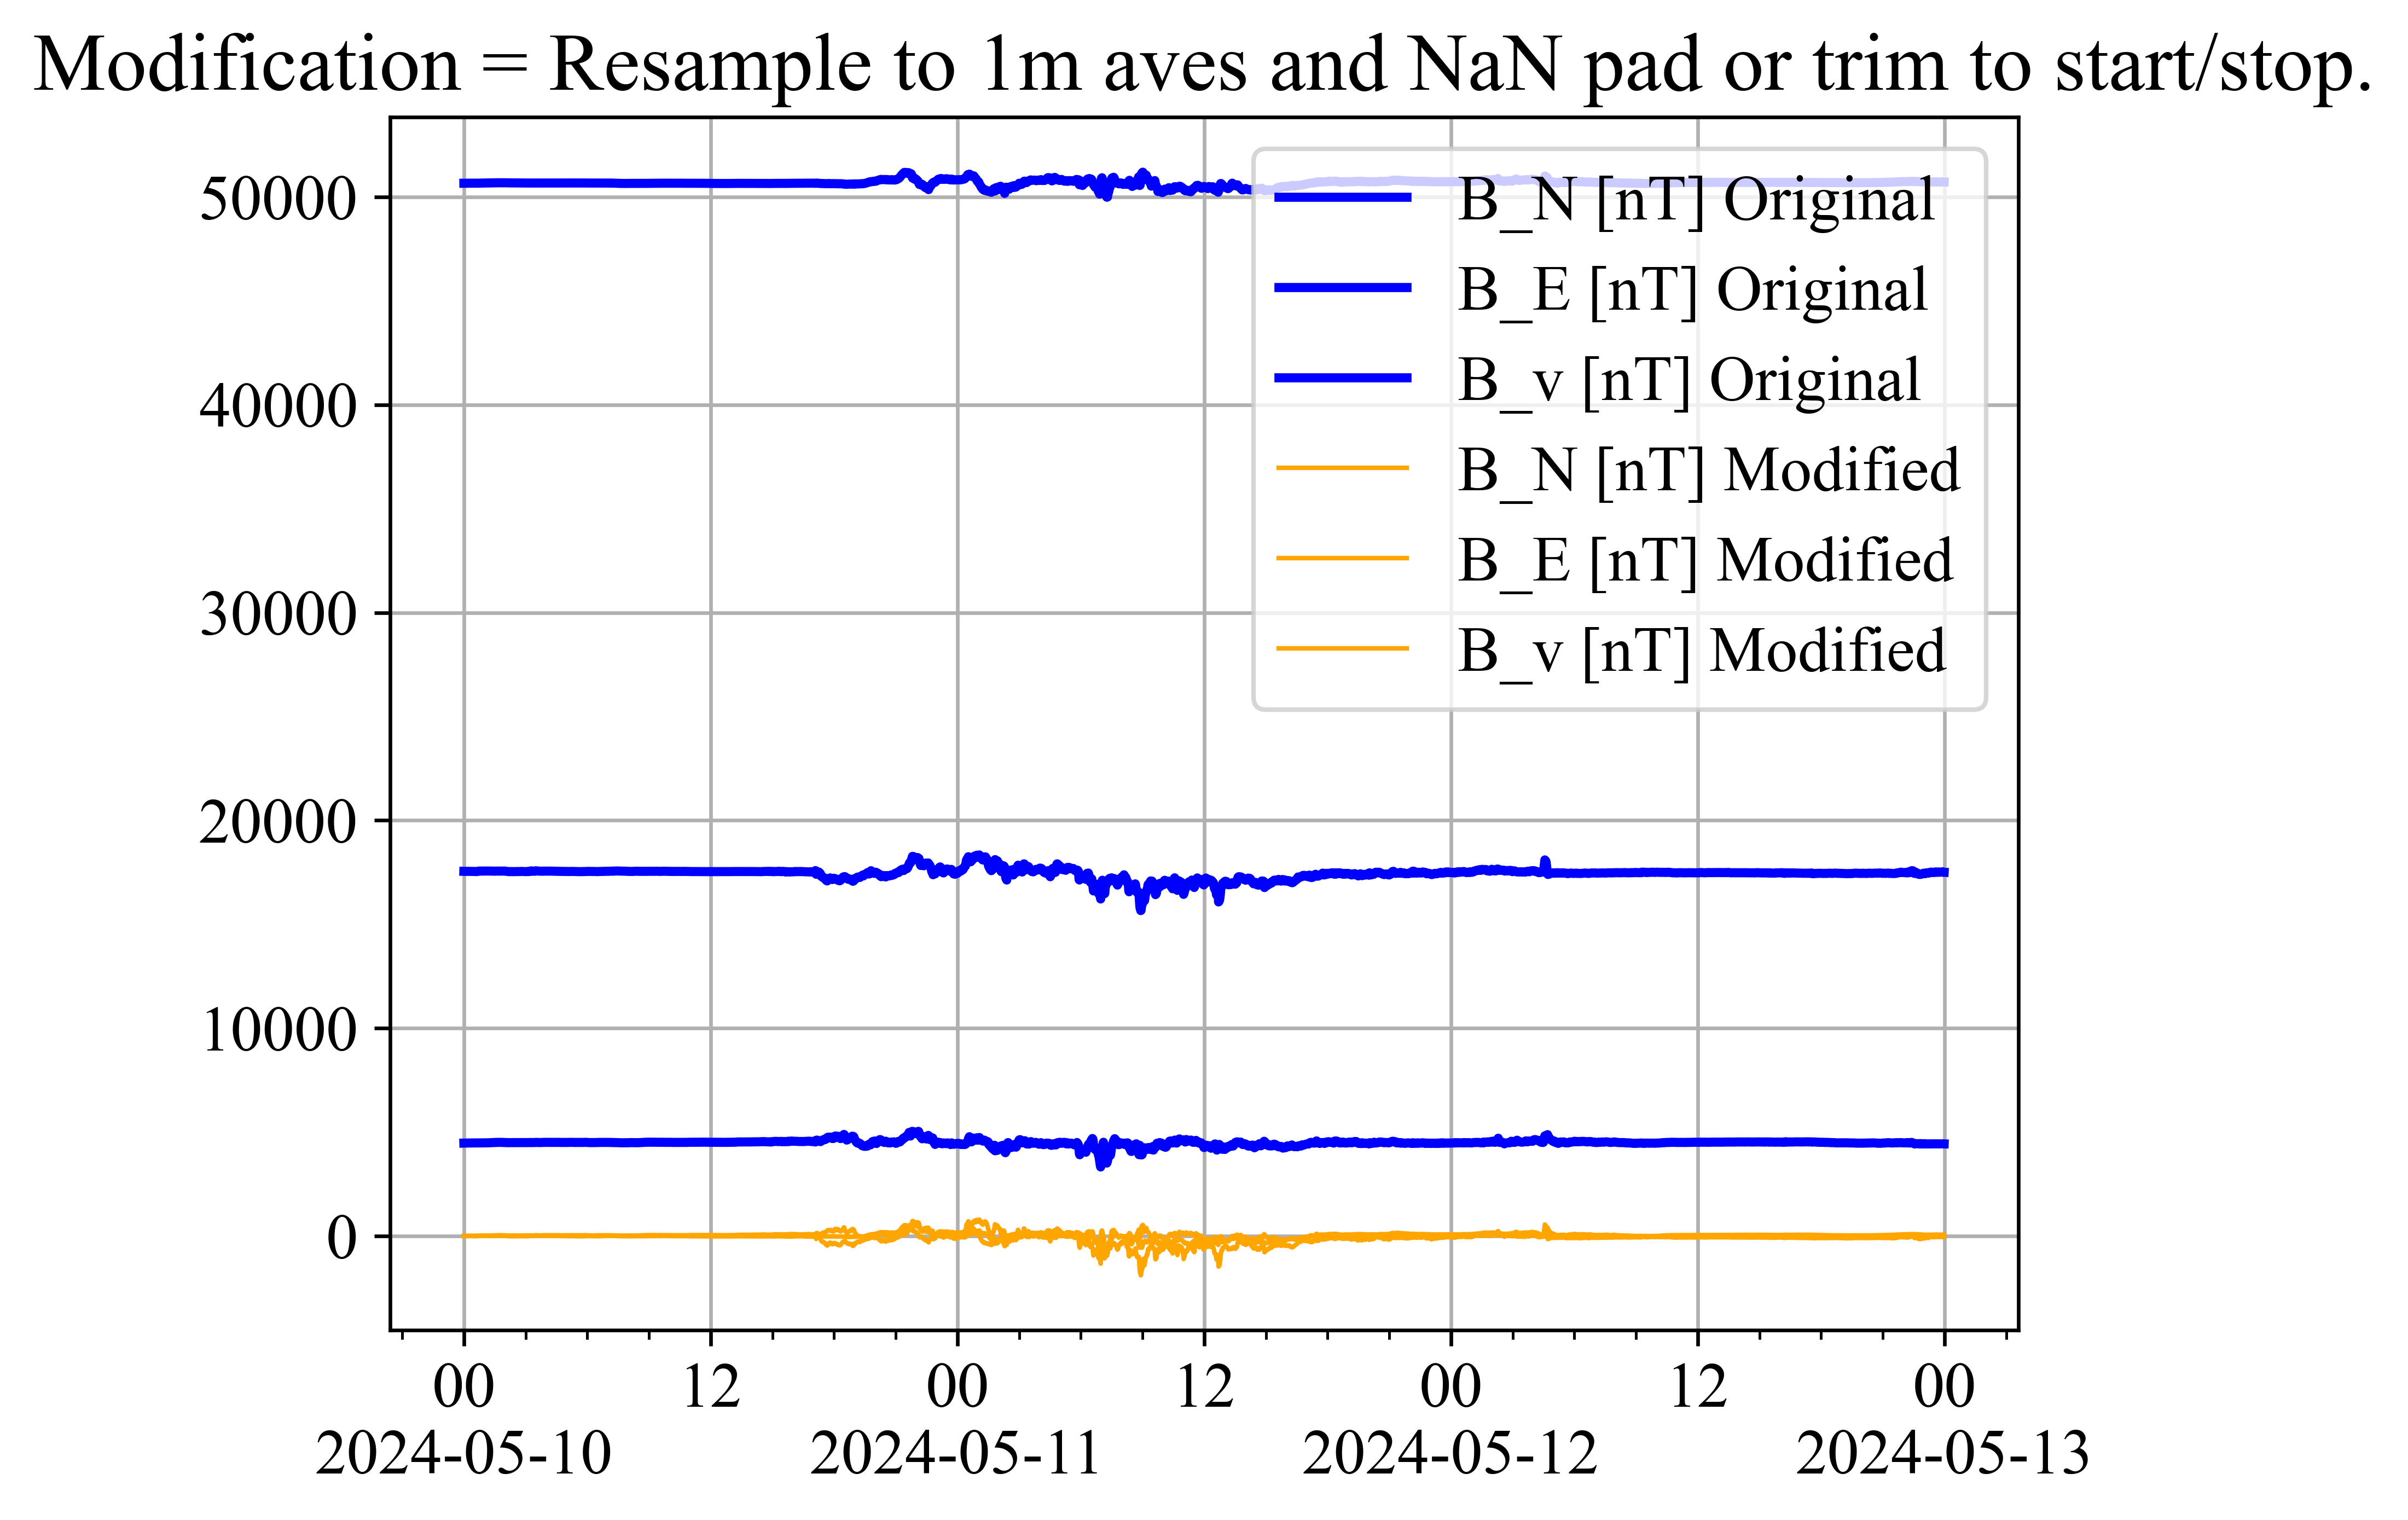 Modification = Resample to 1m aves and NaN pad or trim to start/stop.
50000
40000
30000
20000
10000
0
B_N [nT] Original
B_E [nT] Original
B_v [nT] Original
B_N [nT] Modified
B_E [nT] Modified
B_v [nT] Modified
00 12 00 12 00 12 00
2024-05-10 2024-05-11 2024-05-12 2024-05-13